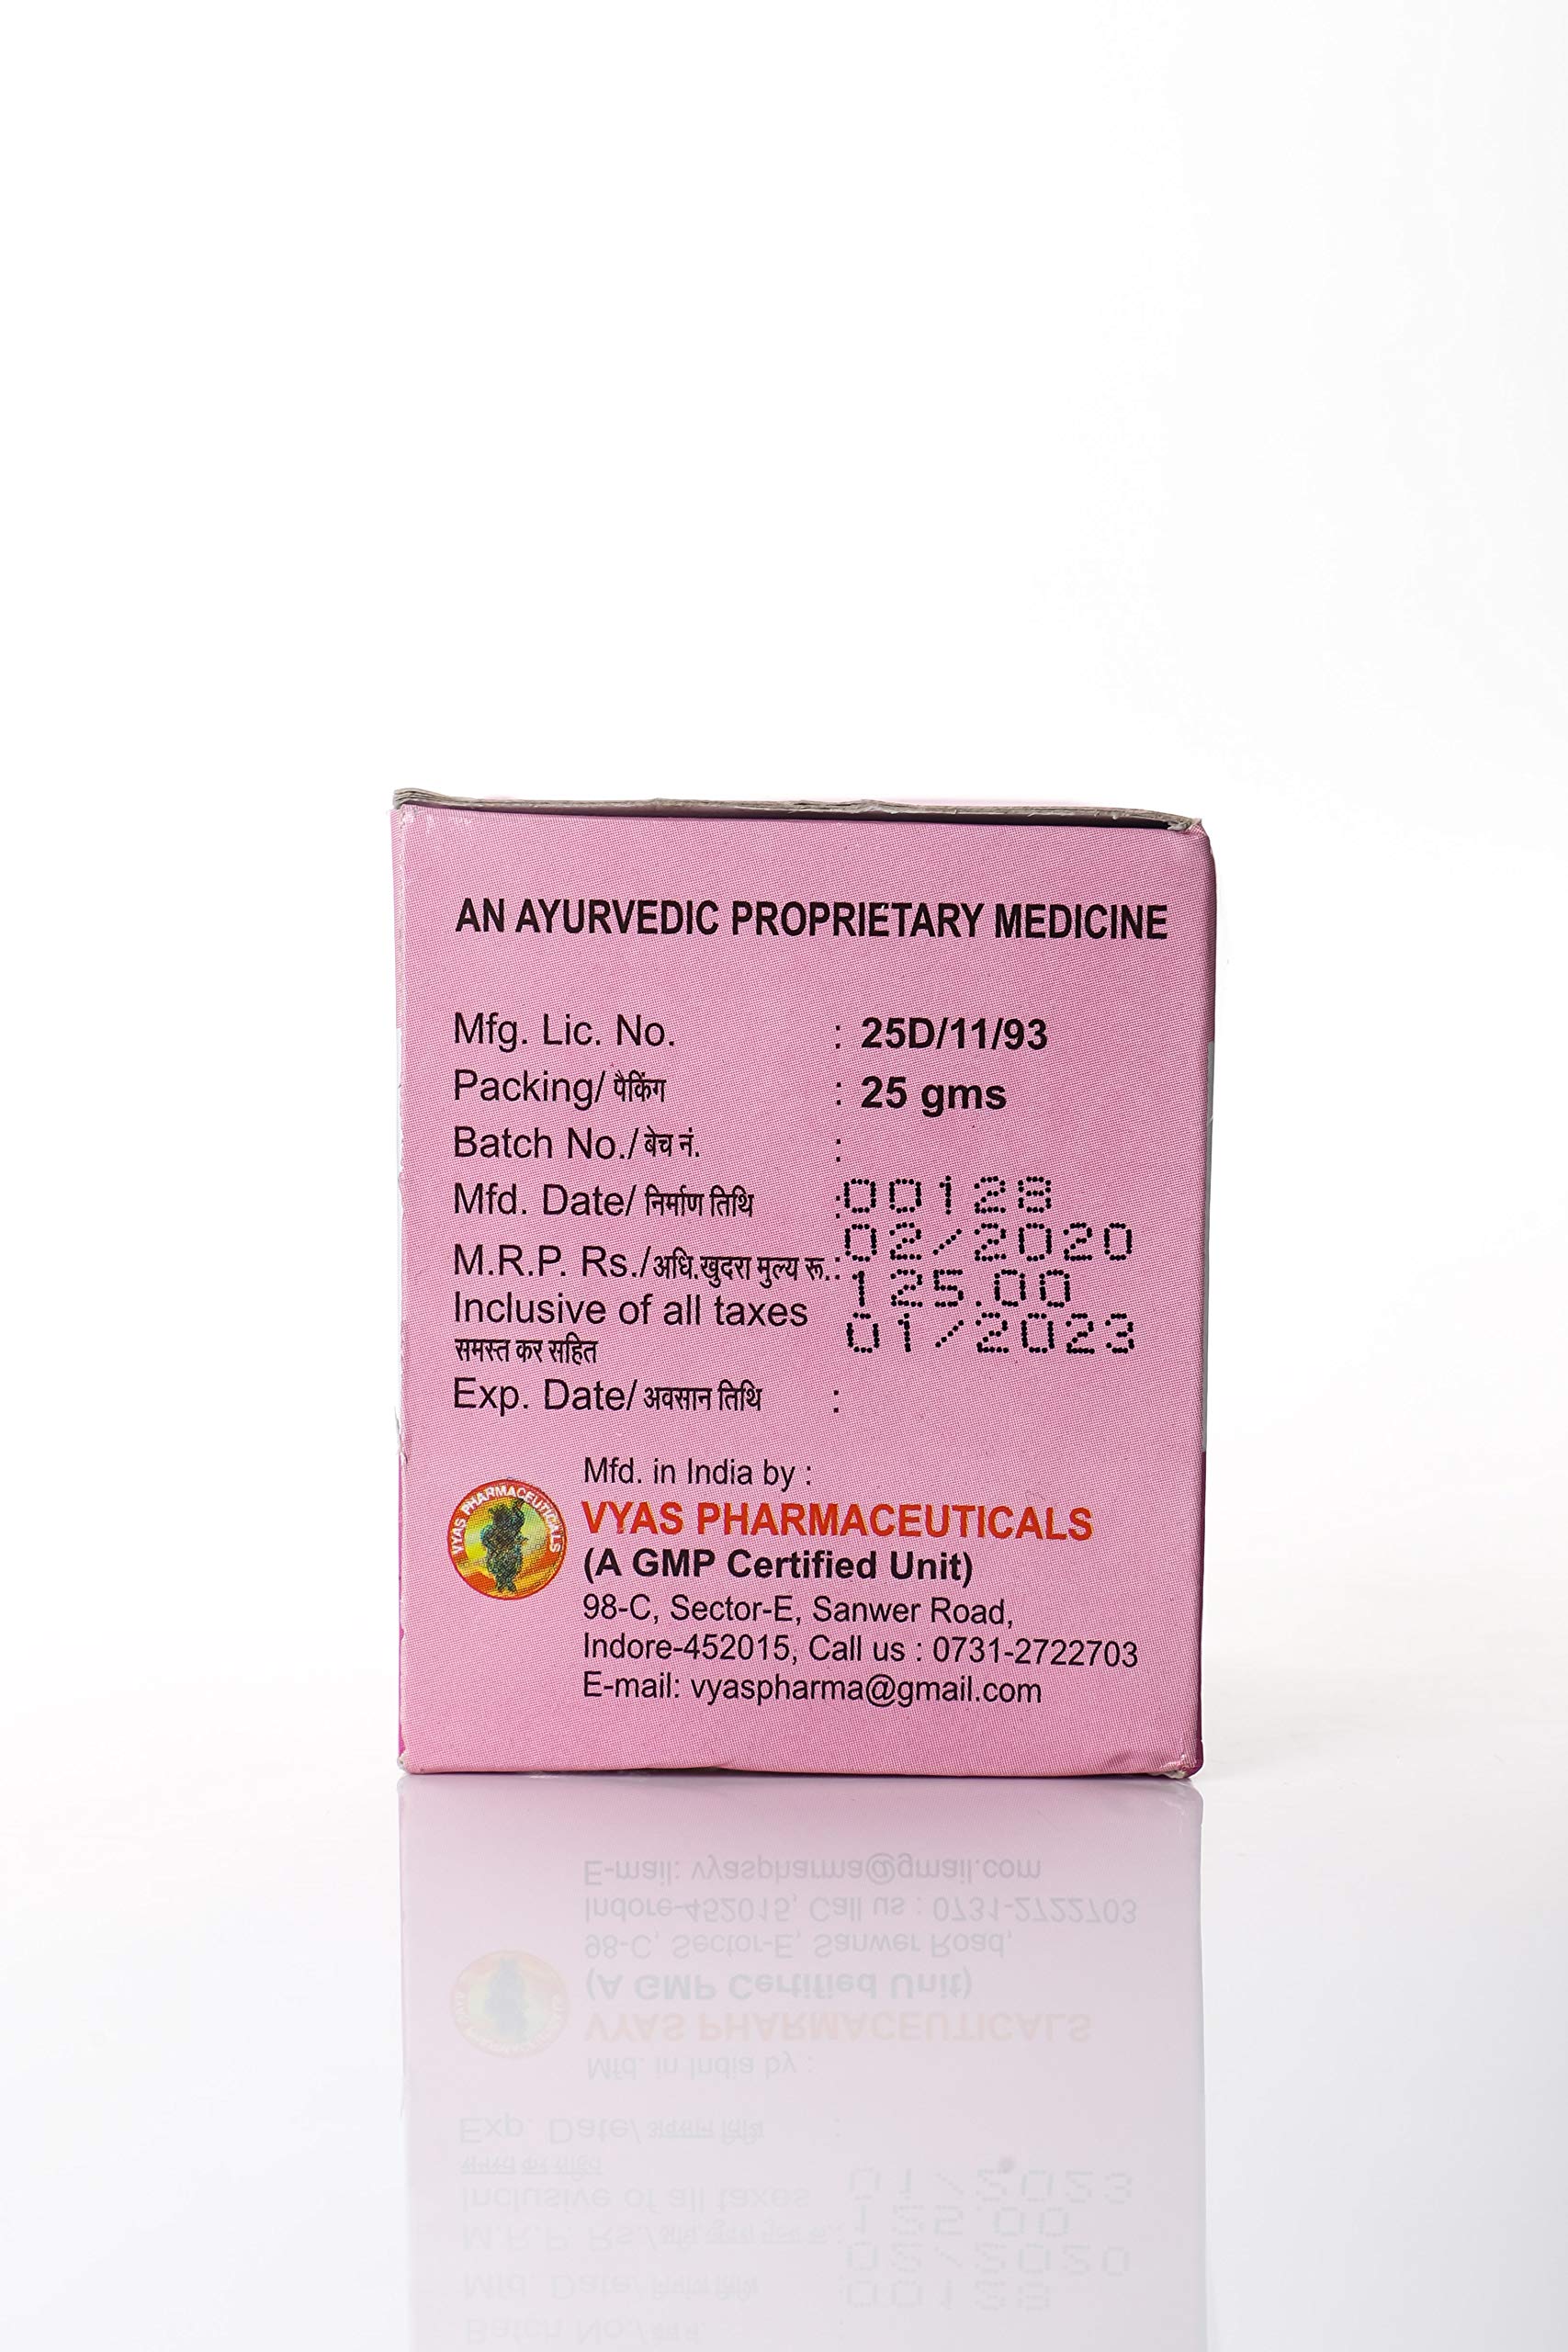 AN AYURVEDIC PROPRIETARY MEDICINE
Mfg. Lic. No. : 25D/11/93
Packing/ पैकिंग : 25 gms
Batch No./ बेच नं. :
Mfd. Date/ निर्माण तिथि : 00128
02/2020
M.R.P. Rs./अधि.खुदरा मुल्य रू..:
125.00
Inclusive of all taxes
01/2023
समस्त कर सहित
Exp. Date/ अवसान तिथि :
Mfd. in India by :
VYAS PHARMACEUTICALS
VYAS PHARMACEUTICALS
(A GMP Certified Unit)
98-C, Sector-E, Sanwer Road,
Indore-452015, Call us : 0731-2722703
E-mail: vyaspharma@gmail.com